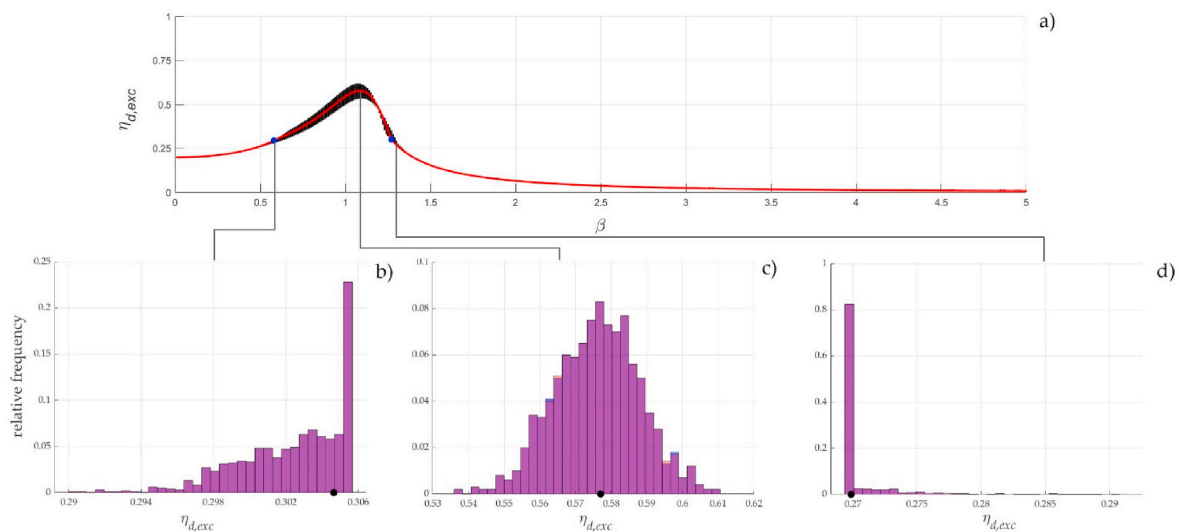 a)
1
0.75
0.5
0.25
0
η_{d,exc}
0 0.5 1 1.5 2 2.5 3 3.5 4 4.5 5
β
b)
0.25
0.2
0.15
0.1
0.05
0
relative frequency
0.29 0.294 0.298 0.302 0.306
η_{d,exc}
c)
0.1
0.08
0.06
0.04
0.02
0
0.53 0.54 0.55 0.56 0.57 0.58 0.59 0.6 0.61 0.62
η_{d,exc}
d)
1
0.8
0.6
0.4
0.2
0
0.27 0.275 0.28 0.285 0.29
η_{d,exc}